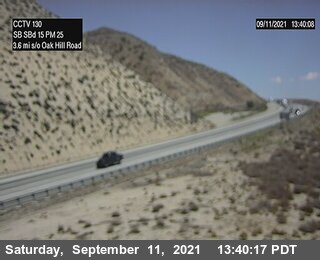 CCTV 130
SB SBd 15 PM 25
3.6 mi s/o Oak Hill Road
09/11/2021 13:40:08
Saturday, September 11, 2021 13:40:17 PDT